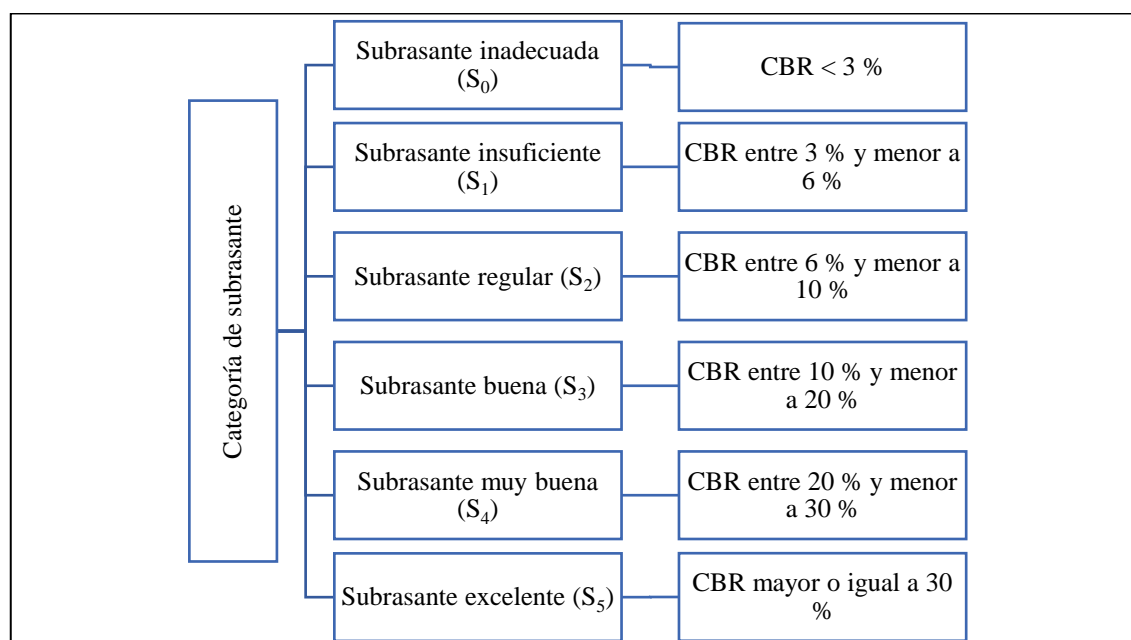 Categoría de subrasante
Subrasante inadecuada
(S₀)
CBR < 3 %
Subrasante insuficiente
(S₁)
CBR entre 3 % y menor a
6 %
Subrasante regular (S₂)
CBR entre 6 % y menor a
10 %
Subrasante buena (S₃)
CBR entre 10 % y menor
a 20 %
Subrasante muy buena
(S₄)
CBR entre 20 % y menor
a 30 %
Subrasante excelente (S₅)
CBR mayor o igual a 30
%